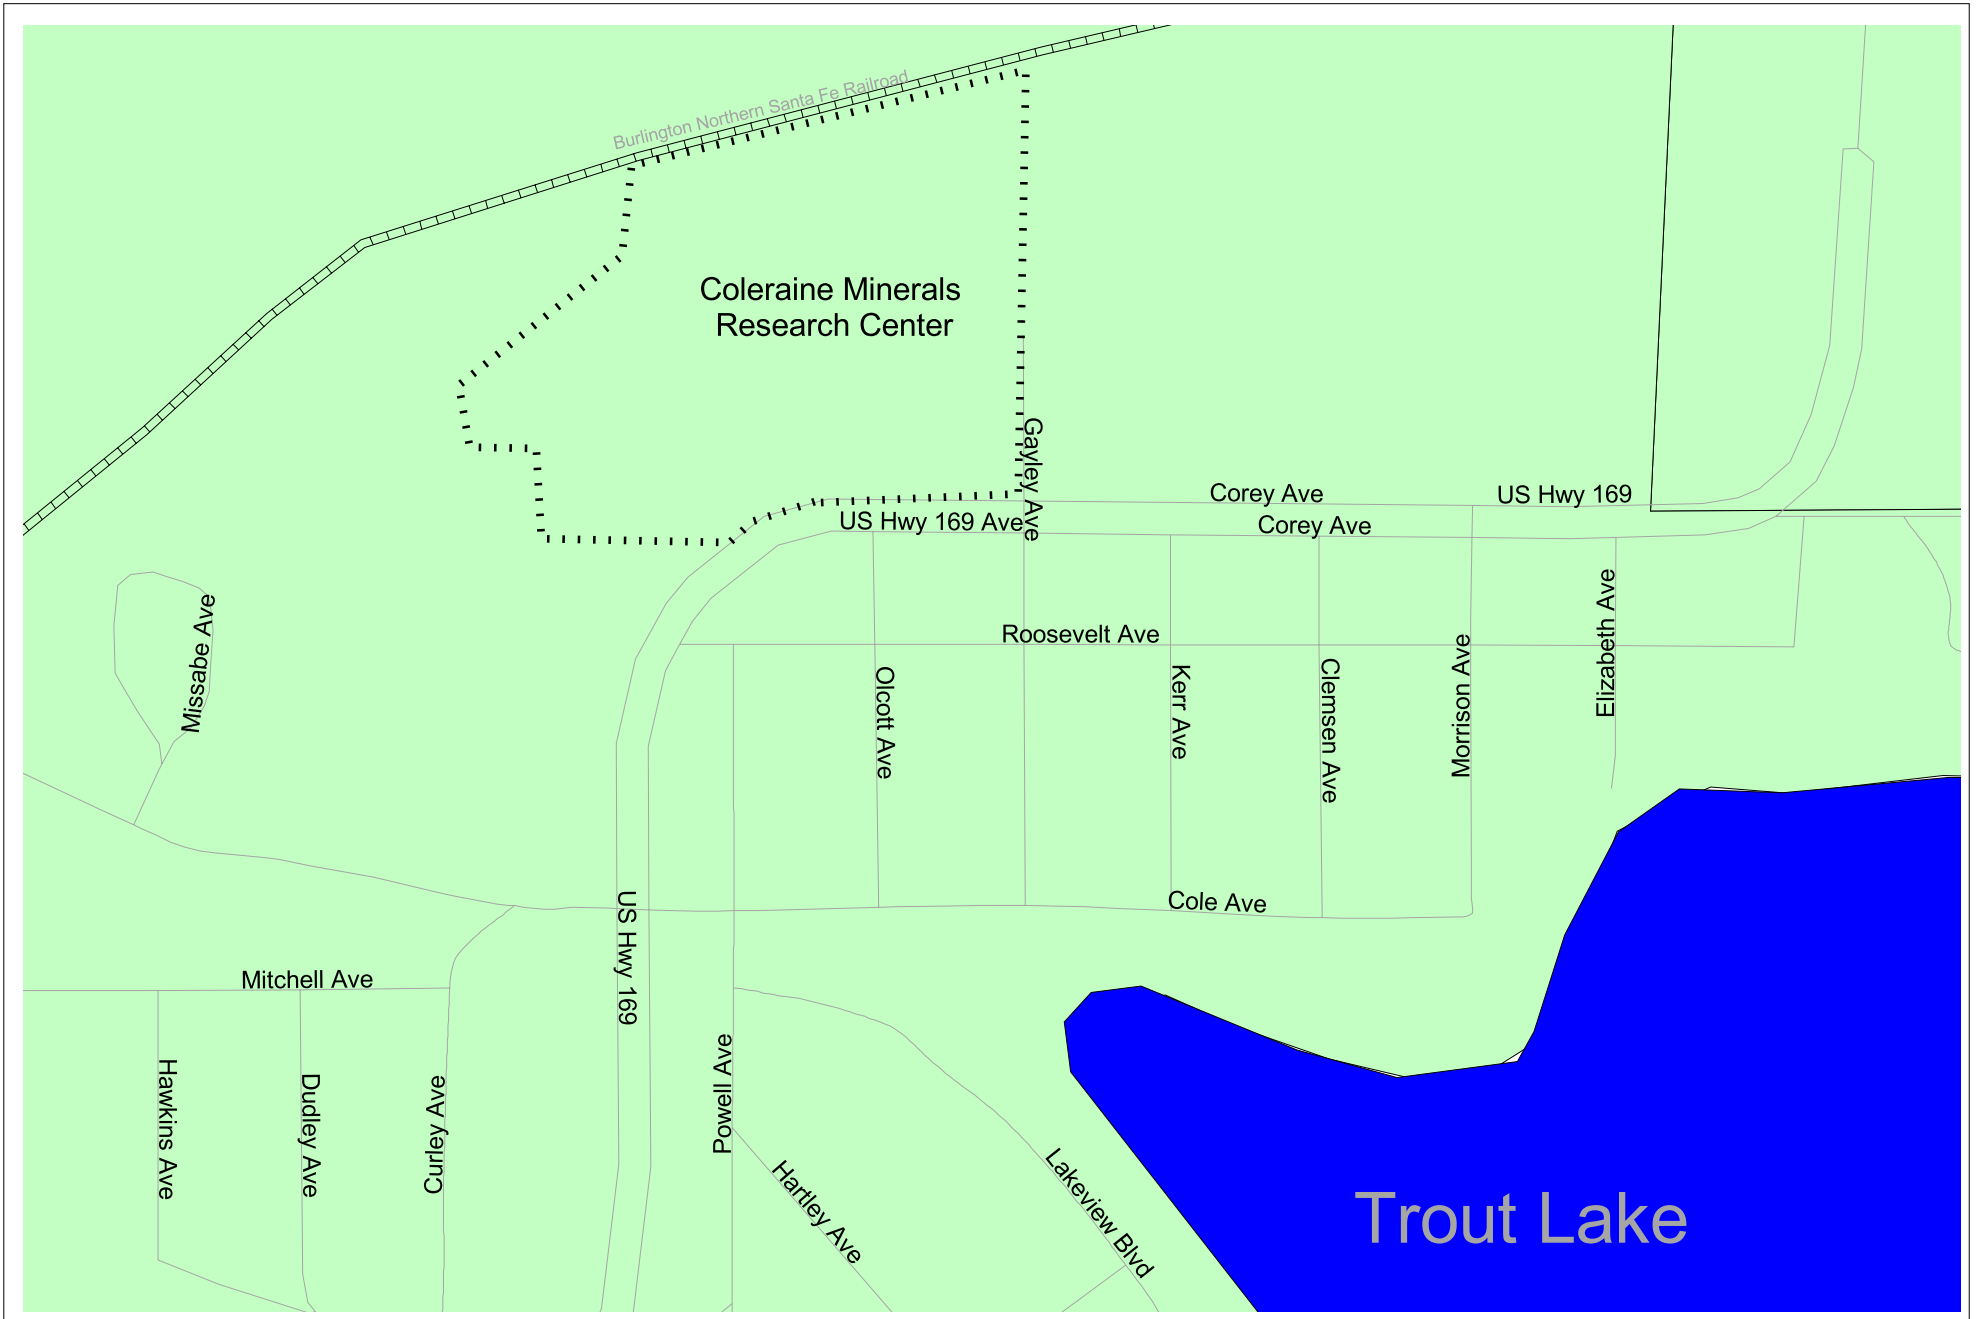 Burlington Northern Santa Fe Railroad
Coleraine Minerals
Research Center
Gayley Ave
Corey Ave
US Hwy 169
US Hwy 169 Ave
Corey Ave
Missabe Ave
Roosevelt Ave
Olcott Ave
Kerr Ave
Clemsen Ave
Morrison Ave
Elizabeth Ave
Cole Ave
US Hwy 169
Mitchell Ave
Hawkins Ave
Dudley Ave
Curley Ave
Powell Ave
Hartley Ave
Lakeview Blvd
Trout Lake